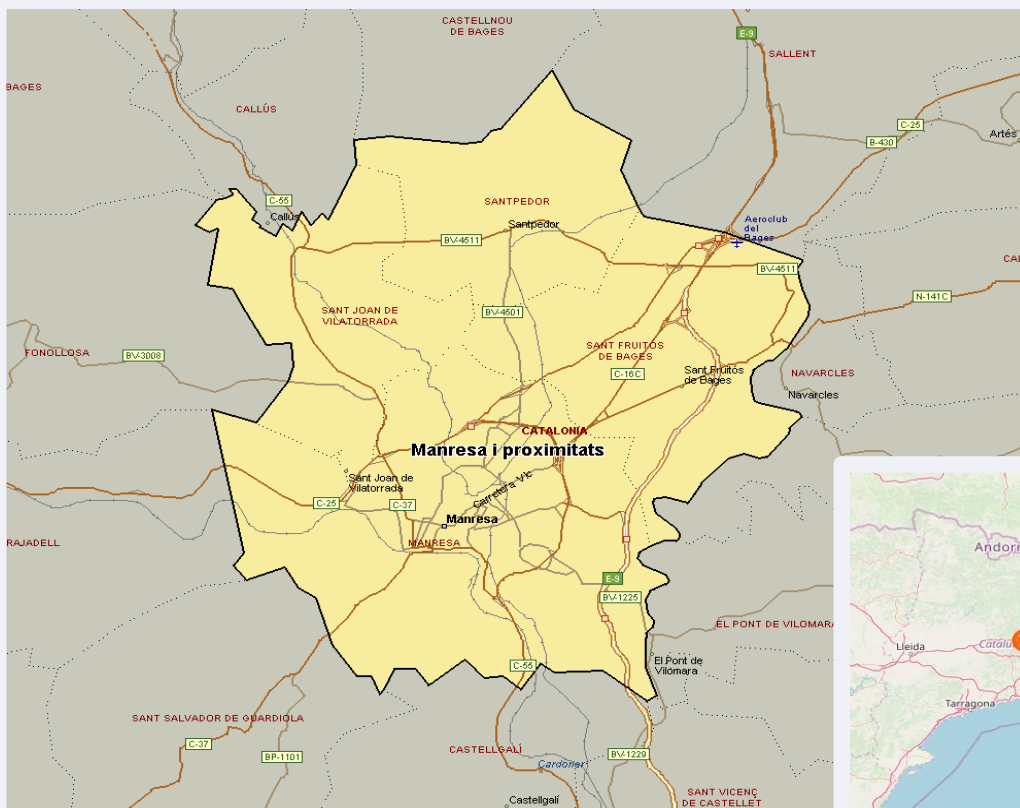 CASTELLNOU
DE BAGES
E-9
SALLENT
BAGES
CALLÚS
C-25
B-430
Artés
C-55
Callús
SANTPEDOR
Santpedor
Aeroclub
del
Bages
BV-4511
BV-4511
CAL
N-141C
SANT JOAN DE
VILATORRADA
BV-4501
FONOLLOSA
BV-3008
SANT FRUITÓS
DE BAGES
C-16C
Sant Fruitós
de Bages
NAVARCLES
Navarcles
CATALONIA
Manresa i proximitats
Sant Joan de
Vilatorrada
Carretera Vic
C-25
C-37
Manresa
MANRESA
RAJADELL
E-9
BV-1225
EL PONT DE VILOMARA
El Pont de
Vilomara
C-55
SANT SALVADOR DE GUARDIOLA
C-37
BP-1101
CASTELLGALÍ
Cardoner
BV-1229
SANT VICENÇ
DE CASTELLET
Castellgalí
Andorr
Lleida
Catalu
Tarragona